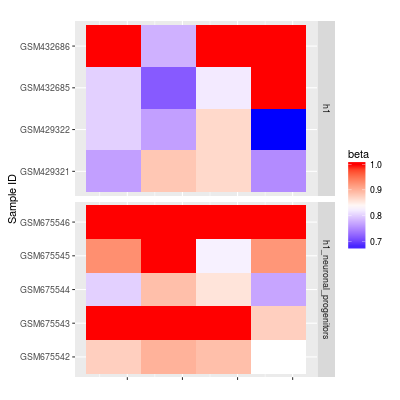 Sample ID
GSM432686
GSM432685
GSM429322
GSM429321
h1
GSM675546
GSM675545
GSM675544
GSM675543
GSM675542
h1_neuronal_progenitors
beta
1.0
0.9
0.8
0.7